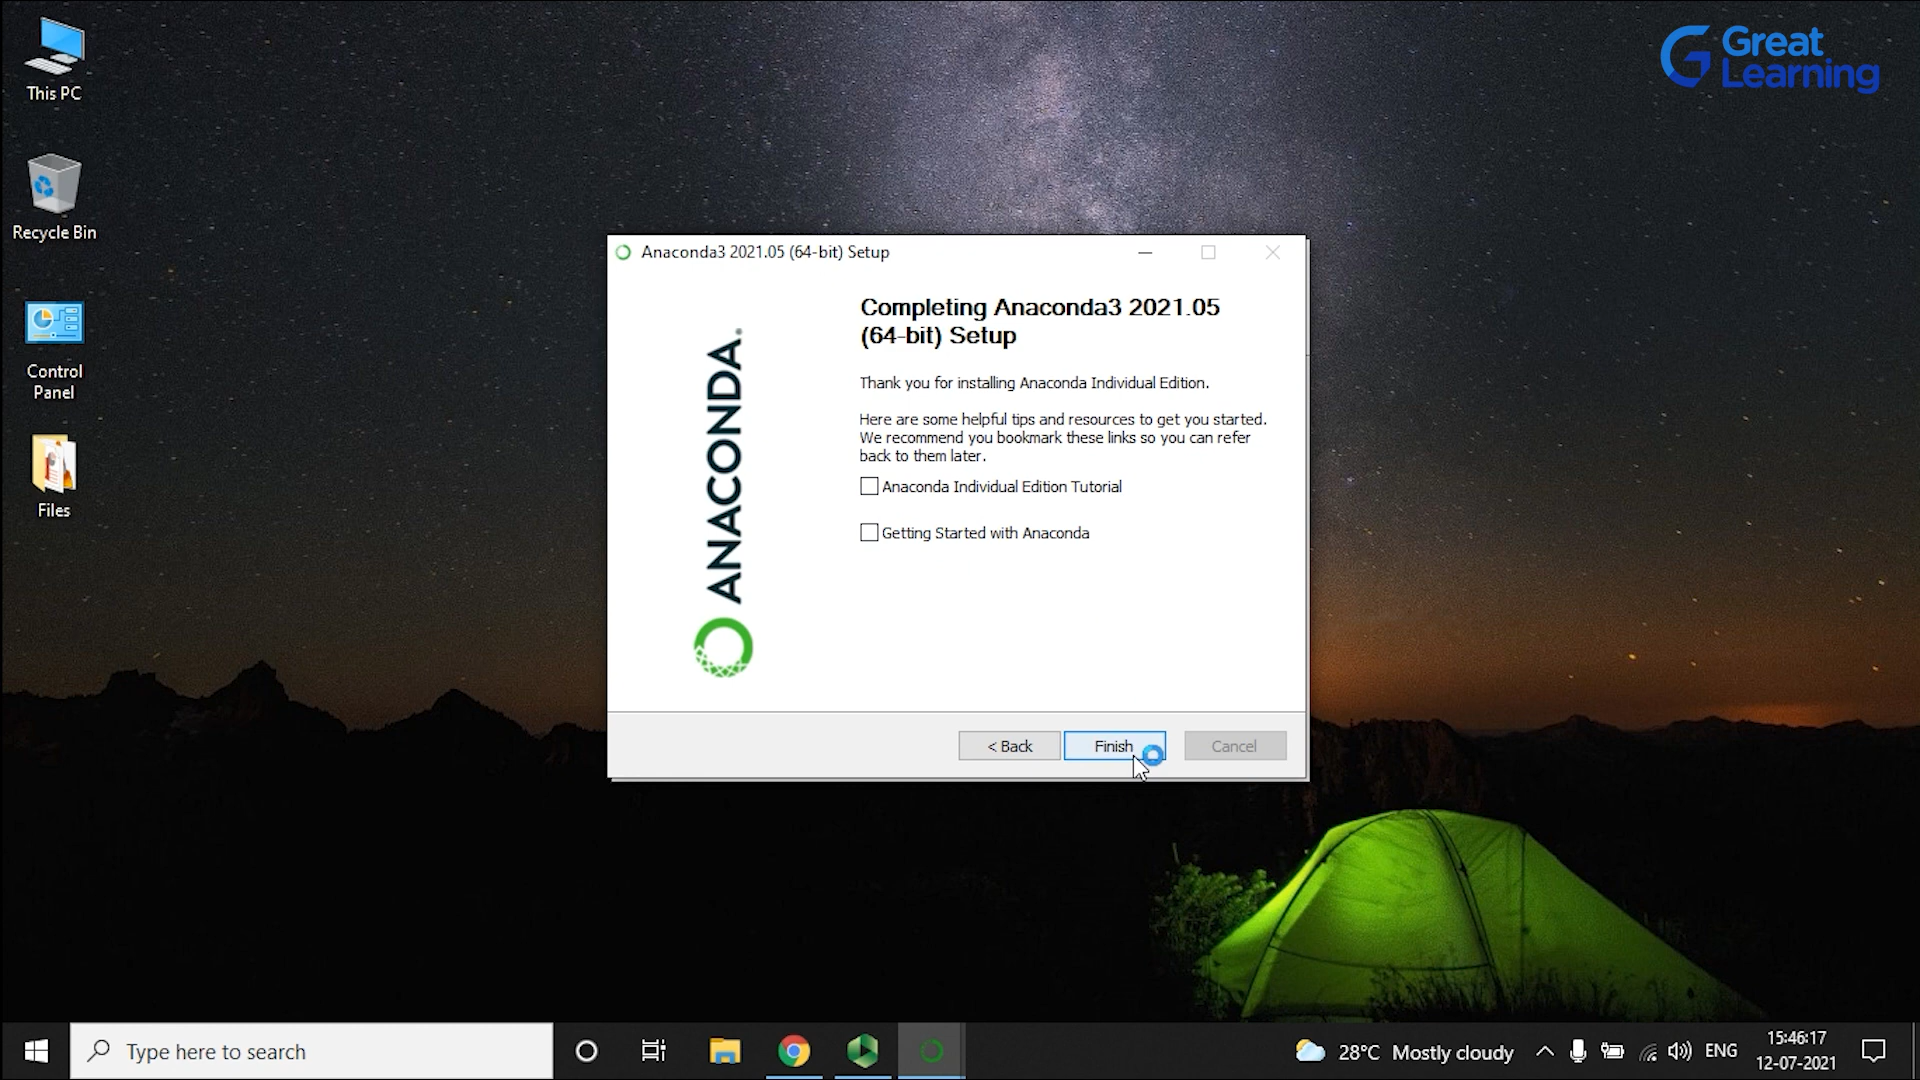 This PC
Recycle Bin
Control
Panel
Files
Great
Learning
Anaconda3 2021.05 (64-bit) Setup
ANACONDA®
Completing Anaconda3 2021.05
(64-bit) Setup
Thank you for installing Anaconda Individual Edition.
Here are some helpful tips and resources to get you started.
We recommend you bookmark these links so you can refer
back to them later.
Anaconda Individual Edition Tutorial
Getting Started with Anaconda
< Back
Finish
Cancel
Type here to search
28°C Mostly cloudy
ENG
15:46:17
12-07-2021